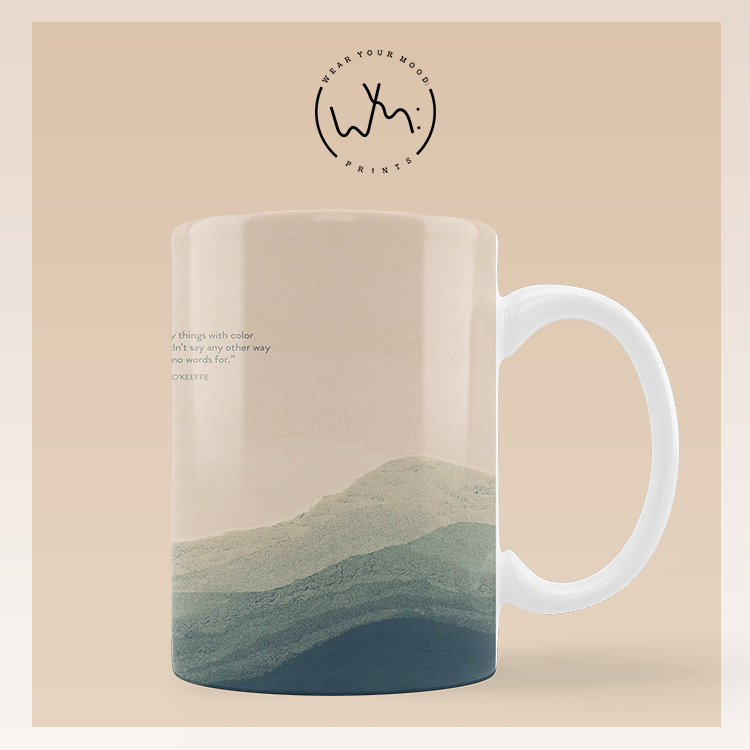 WEAR YOUR MOOD:
wm:
PRINTS
y things with color
dn't say any other way
no words for."
O'KEEFFE